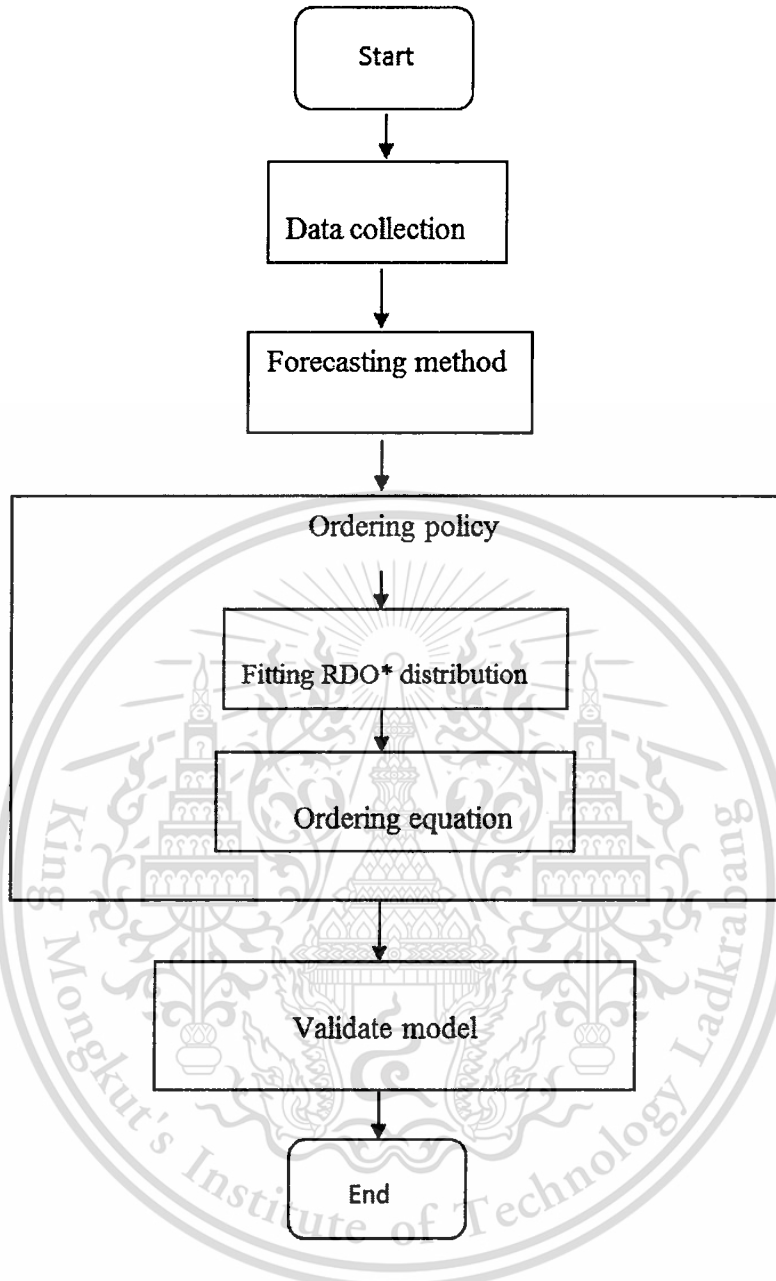 Start
Data collection
Forecasting method
Ordering policy
Fitting RDO* distribution
Ordering equation
Validate model
End
King Mongkut's Institute of Technology Ladkrabang